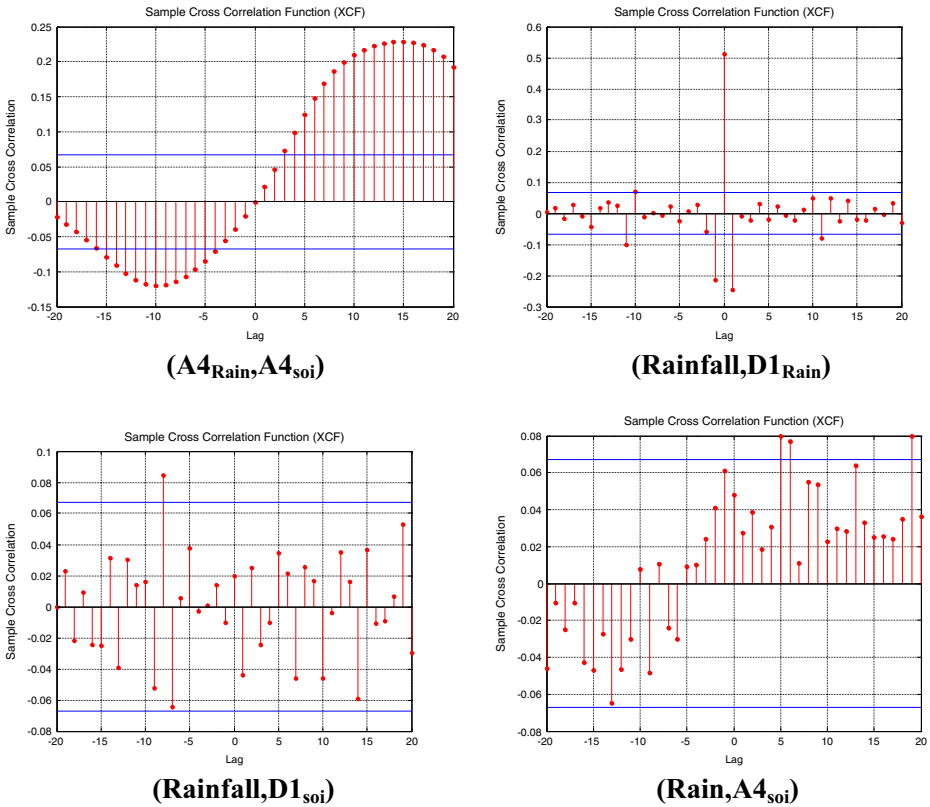 Sample Cross Correlation Function (XCF)
0.25
0.2
0.15
0.1
0.05
0
-0.05
-0.1
-0.15
Sample Cross Correlation
-20 -15 -10 -5 0 5 10 15 20
Lag
(A4Rain,A4soi)
Sample Cross Correlation Function (XCF)
0.6
0.5
0.4
0.3
0.2
0.1
0
-0.1
-0.2
-0.3
Sample Cross Correlation
-20 -15 -10 -5 0 5 10 15 20
Lag
(Rainfall,D1Rain)
Sample Cross Correlation Function (XCF)
0.1
0.08
0.06
0.04
0.02
0
-0.02
-0.04
-0.06
-0.08
Sample Cross Correlation
-20 -15 -10 -5 0 5 10 15 20
Lag
(Rainfall,D1soi)
Sample Cross Correlation Function (XCF)
0.08
0.06
0.04
0.02
0
-0.02
-0.04
-0.06
-0.08
Sample Cross Correlation
-20 -15 -10 -5 0 5 10 15 20
Lag
(Rain,A4soi)